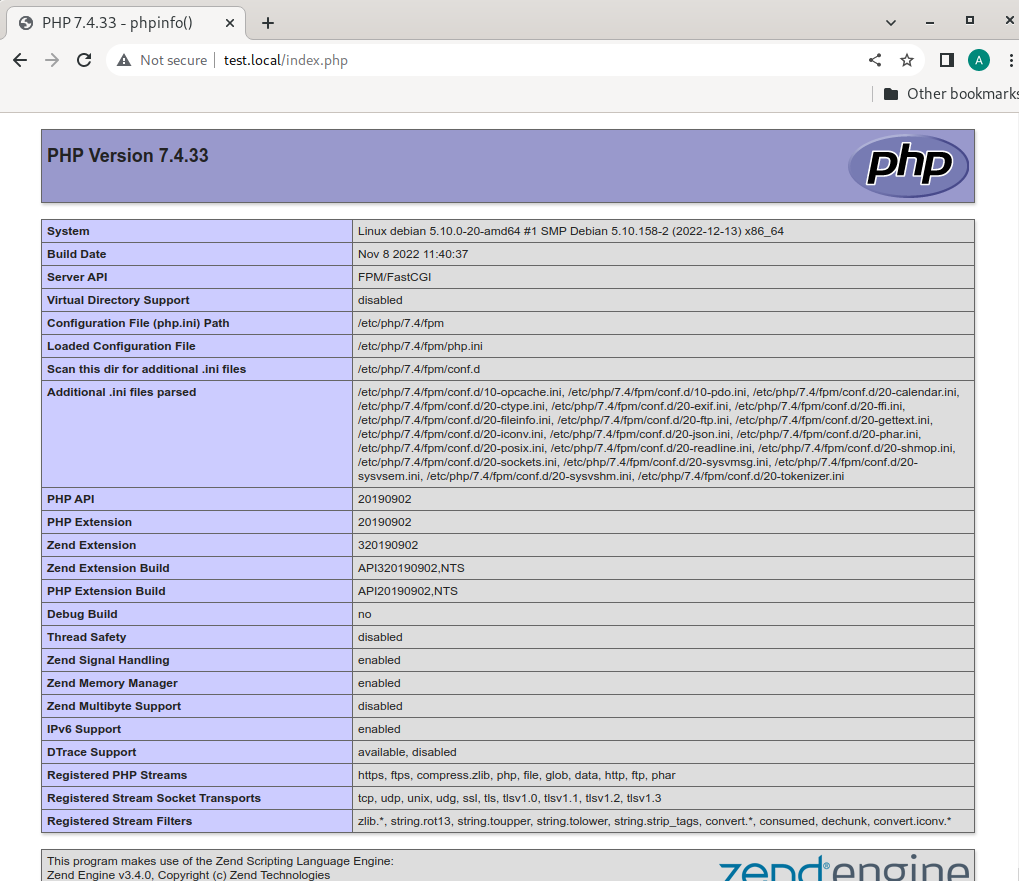 PHP 7.4.33 - phpinfo()
Not secure test.local/index.php A
Other bookmarks
PHP Version 7.4.33 php
System Linux debian 5.10.0-20-amd64 #1 SMP Debian 5.10.158-2 (2022-12-13) x86_64
Build Date Nov 8 2022 11:40:37
Server API FPM/FastCGI
Virtual Directory Support disabled
Configuration File (php.ini) Path /etc/php/7.4/fpm
Loaded Configuration File /etc/php/7.4/fpm/php.ini
Scan this dir for additional .ini files /etc/php/7.4/fpm/conf.d
Additional .ini files parsed /etc/php/7.4/fpm/conf.d/10-opcache.ini, /etc/php/7.4/fpm/conf.d/10-pdo.ini, /etc/php/7.4/fpm/conf.d/20-calendar.ini,
/etc/php/7.4/fpm/conf.d/20-ctype.ini, /etc/php/7.4/fpm/conf.d/20-exif.ini, /etc/php/7.4/fpm/conf.d/20-ffi.ini,
/etc/php/7.4/fpm/conf.d/20-fileinfo.ini, /etc/php/7.4/fpm/conf.d/20-ftp.ini, /etc/php/7.4/fpm/conf.d/20-gettext.ini,
/etc/php/7.4/fpm/conf.d/20-iconv.ini, /etc/php/7.4/fpm/conf.d/20-json.ini, /etc/php/7.4/fpm/conf.d/20-phar.ini,
/etc/php/7.4/fpm/conf.d/20-posix.ini, /etc/php/7.4/fpm/conf.d/20-readline.ini, /etc/php/7.4/fpm/conf.d/20-shmop.ini,
/etc/php/7.4/fpm/conf.d/20-sockets.ini, /etc/php/7.4/fpm/conf.d/20-sysvmsg.ini, /etc/php/7.4/fpm/conf.d/20-
sysvsem.ini, /etc/php/7.4/fpm/conf.d/20-sysvshm.ini, /etc/php/7.4/fpm/conf.d/20-tokenizer.ini
PHP API 20190902
PHP Extension 20190902
Zend Extension 320190902
Zend Extension Build API320190902,NTS
PHP Extension Build API20190902,NTS
Debug Build no
Thread Safety disabled
Zend Signal Handling enabled
Zend Memory Manager enabled
Zend Multibyte Support disabled
IPv6 Support enabled
DTrace Support available, disabled
Registered PHP Streams https, ftps, compress.zlib, php, file, glob, data, http, ftp, phar
Registered Stream Socket Transports tcp, udp, unix, udg, ssl, tls, tlsv1.0, tlsv1.1, tlsv1.2, tlsv1.3
Registered Stream Filters zlib.*, string.rot13, string.toupper, string.tolower, string.strip_tags, convert.*, consumed, dechunk, convert.iconv.*
This program makes use of the Zend Scripting Language Engine:
Zend Engine v3.4.0, Copyright (c) Zend Technologies
zend® engine